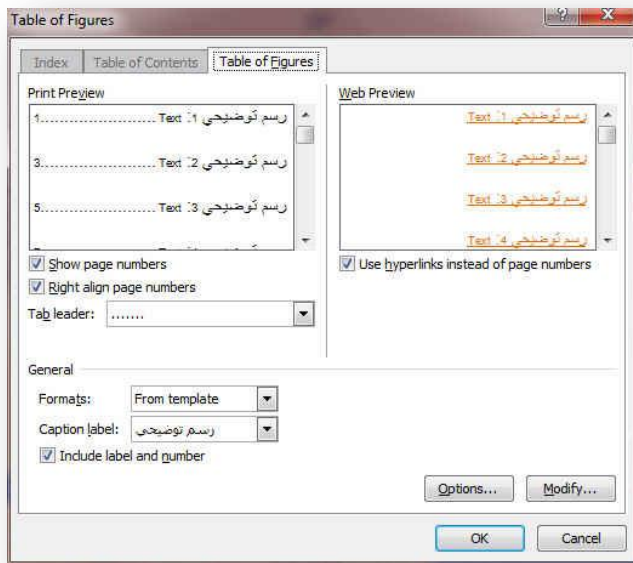 Table of Figures
Index
Table of Contents
Table of Figures
Print Preview
رسم توضيحي 1: Text ........................ 1
رسم توضيحي 2: Text ........................ 3
رسم توضيحي 3: Text ........................ 5
Show page numbers
Right align page numbers
Tab leader:
.......
Web Preview
رسم توضيحي 1: Text
رسم توضيحي 2: Text
رسم توضيحي 3: Text
رسم توضيحي 4: Text
Use hyperlinks instead of page numbers
General
Formats:
From template
Caption label:
رسم توضيحي
Include label and number
Options...
Modify...
OK
Cancel